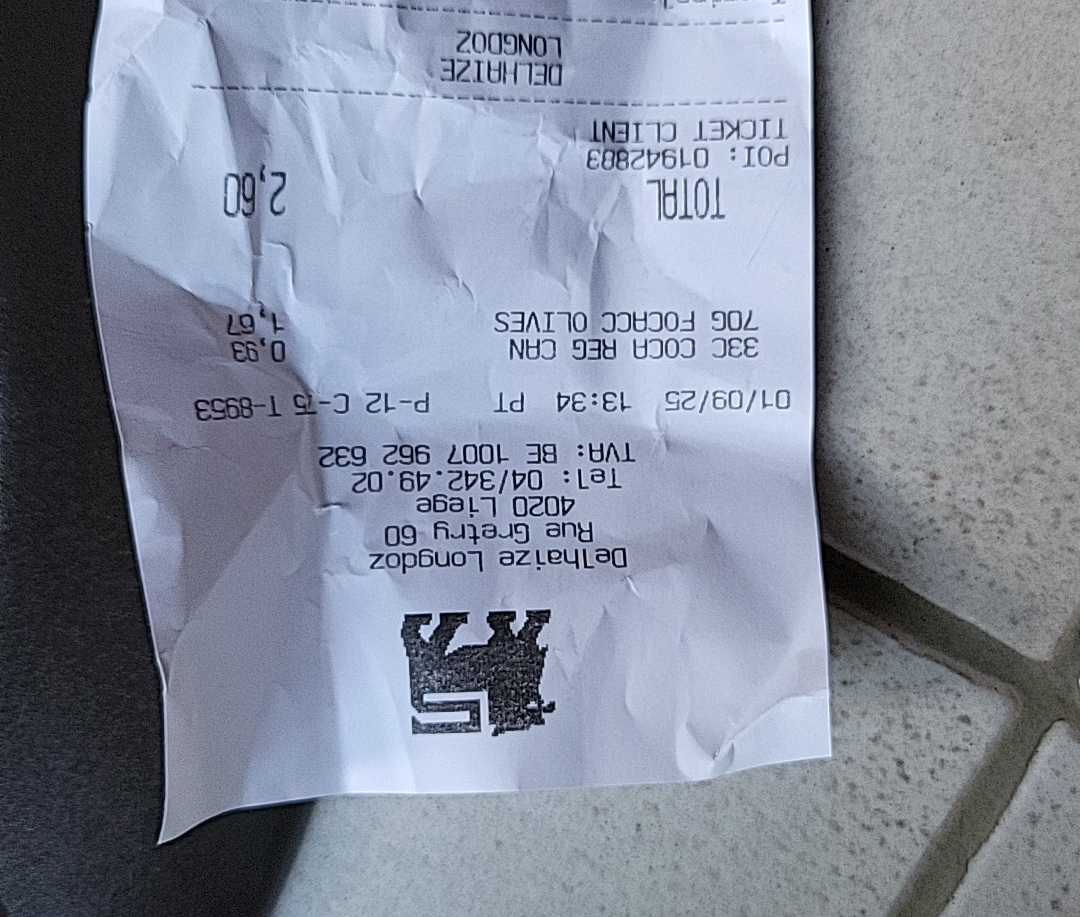 Delhaize Longdoz
Rue Gretry 60
4020 Liege
Tel: 04/342.49.02
TVA: BE 1007 962 632
01/09/25 13:34 PT P-12 C-75 T-8953
33C COCA REG CAN 0,93
70G FOCACC OLIVES 1,67
TOTAL 2,60
POI: 01942883
TICKET CLIENT
DELHAIZE
LONGDOZ